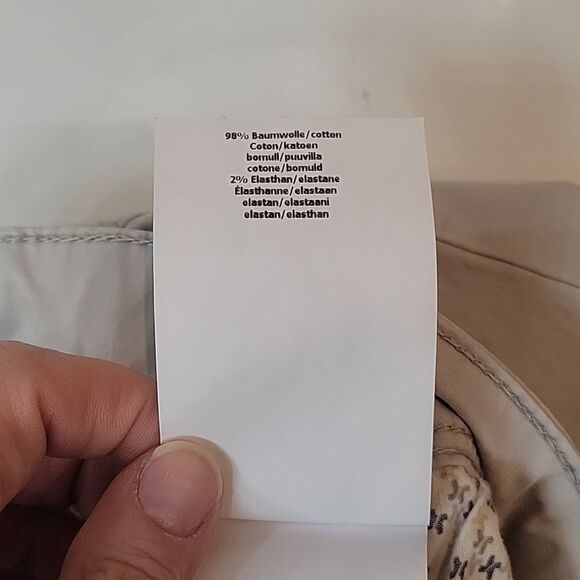 98% Baumwolle/cotton
Coton/katoen
bomull/puuvilla
cotone/bomuld
2% Elasthan/elastane
Élasthanne/elastaan
elastan/elastaani
elastan/elasthan